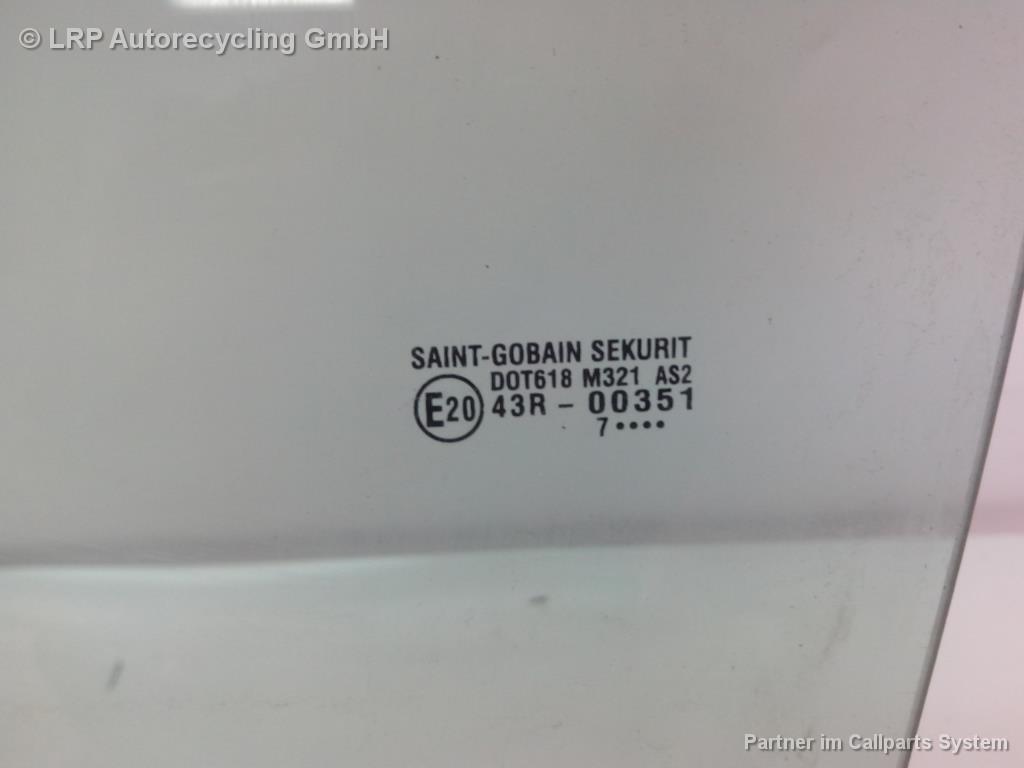 © LRP Autorecycling GmbH
SAINT-GOBAIN SEKURIT
DOT618 M321 AS2
E20 43R - 00351
7••••
Partner im Callparts System